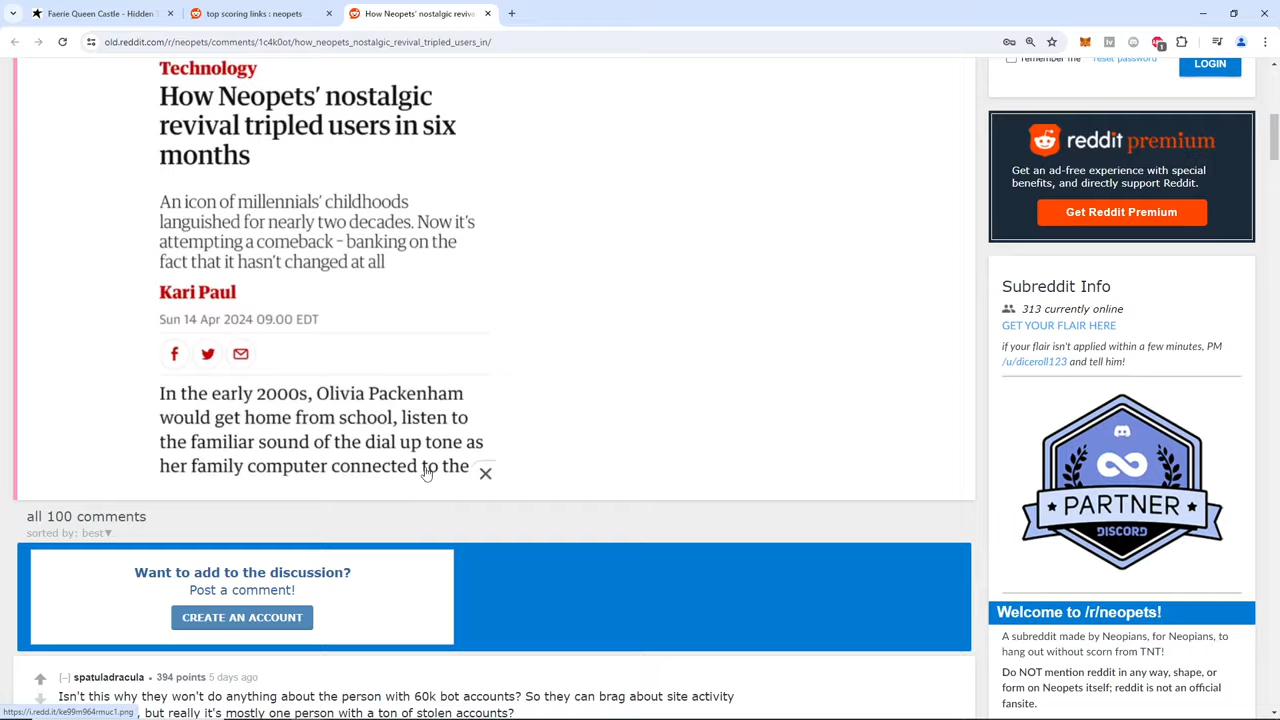 Faerie Queen Castle - Hidden T
top scoring links : neopets
How Neopets' nostalgic reviva
old.reddit.com/r/neopets/comments/1c4k0ot/how_neopets_nostalgic_revival_tripled_users_in/
Technology
How Neopets' nostalgic
revival tripled users in six
months
An icon of millennials' childhoods
languished for nearly two decades. Now it's
attempting a comeback – banking on the
fact that it hasn't changed at all
Kari Paul
Sun 14 Apr 2024 09.00 EDT
In the early 2000s, Olivia Packenham
would get home from school, listen to
the familiar sound of the dial up tone as
her family computer connected to the
all 100 comments
sorted by: best▼
Want to add to the discussion?
Post a comment!
CREATE AN ACCOUNT
[–] spatuladracula • 394 points 5 days ago
Isn't this why they won't do anything about the person with 60k bot accounts? So they can brag about site activity
, but really it's mostly one person with a ton of stolen accounts?
https://i.redd.it/ke99m964rmuc1.png
remember me reset password
LOGIN
reddit premium
Get an ad-free experience with special
benefits, and directly support Reddit.
Get Reddit Premium
Subreddit Info
313 currently online
GET YOUR FLAIR HERE
if your flair isn't applied within a few minutes, PM
/u/diceroll123 and tell him!
PARTNER
DISCORD
Welcome to /r/neopets!
A subreddit made by Neopians, for Neopians, to
hang out without scorn from TNT!
Do NOT mention reddit in any way, shape, or
form on Neopets itself; reddit is not an official
fansite.